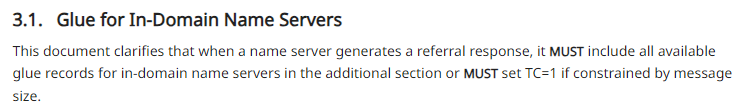 3.1. Glue for In-Domain Name Servers
This document clarifies that when a name server generates a referral response, it MUST include all available
glue records for in-domain name servers in the additional section or MUST set TC=1 if constrained by message
size.